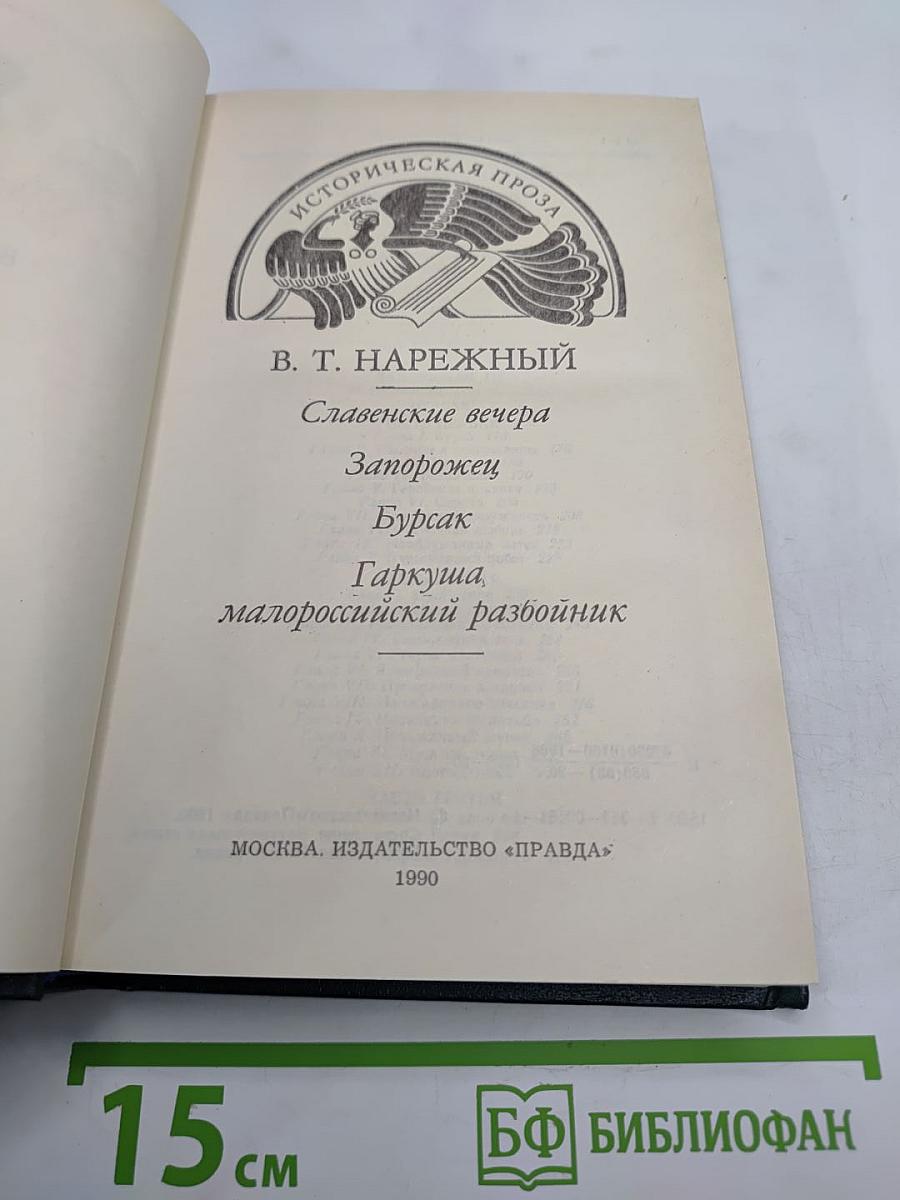 ИСТОРИЧЕСКАЯ ПРОЗА
В. Т. НАРЕЖНЫЙ
Славенские вечера
Запорожец
Бурсак
Гаркуша,
малороссийский разбойник
МОСКВА. ИЗДАТЕЛЬСТВО «ПРАВДА»
1990
15 см
БФ БИБЛИОФАН